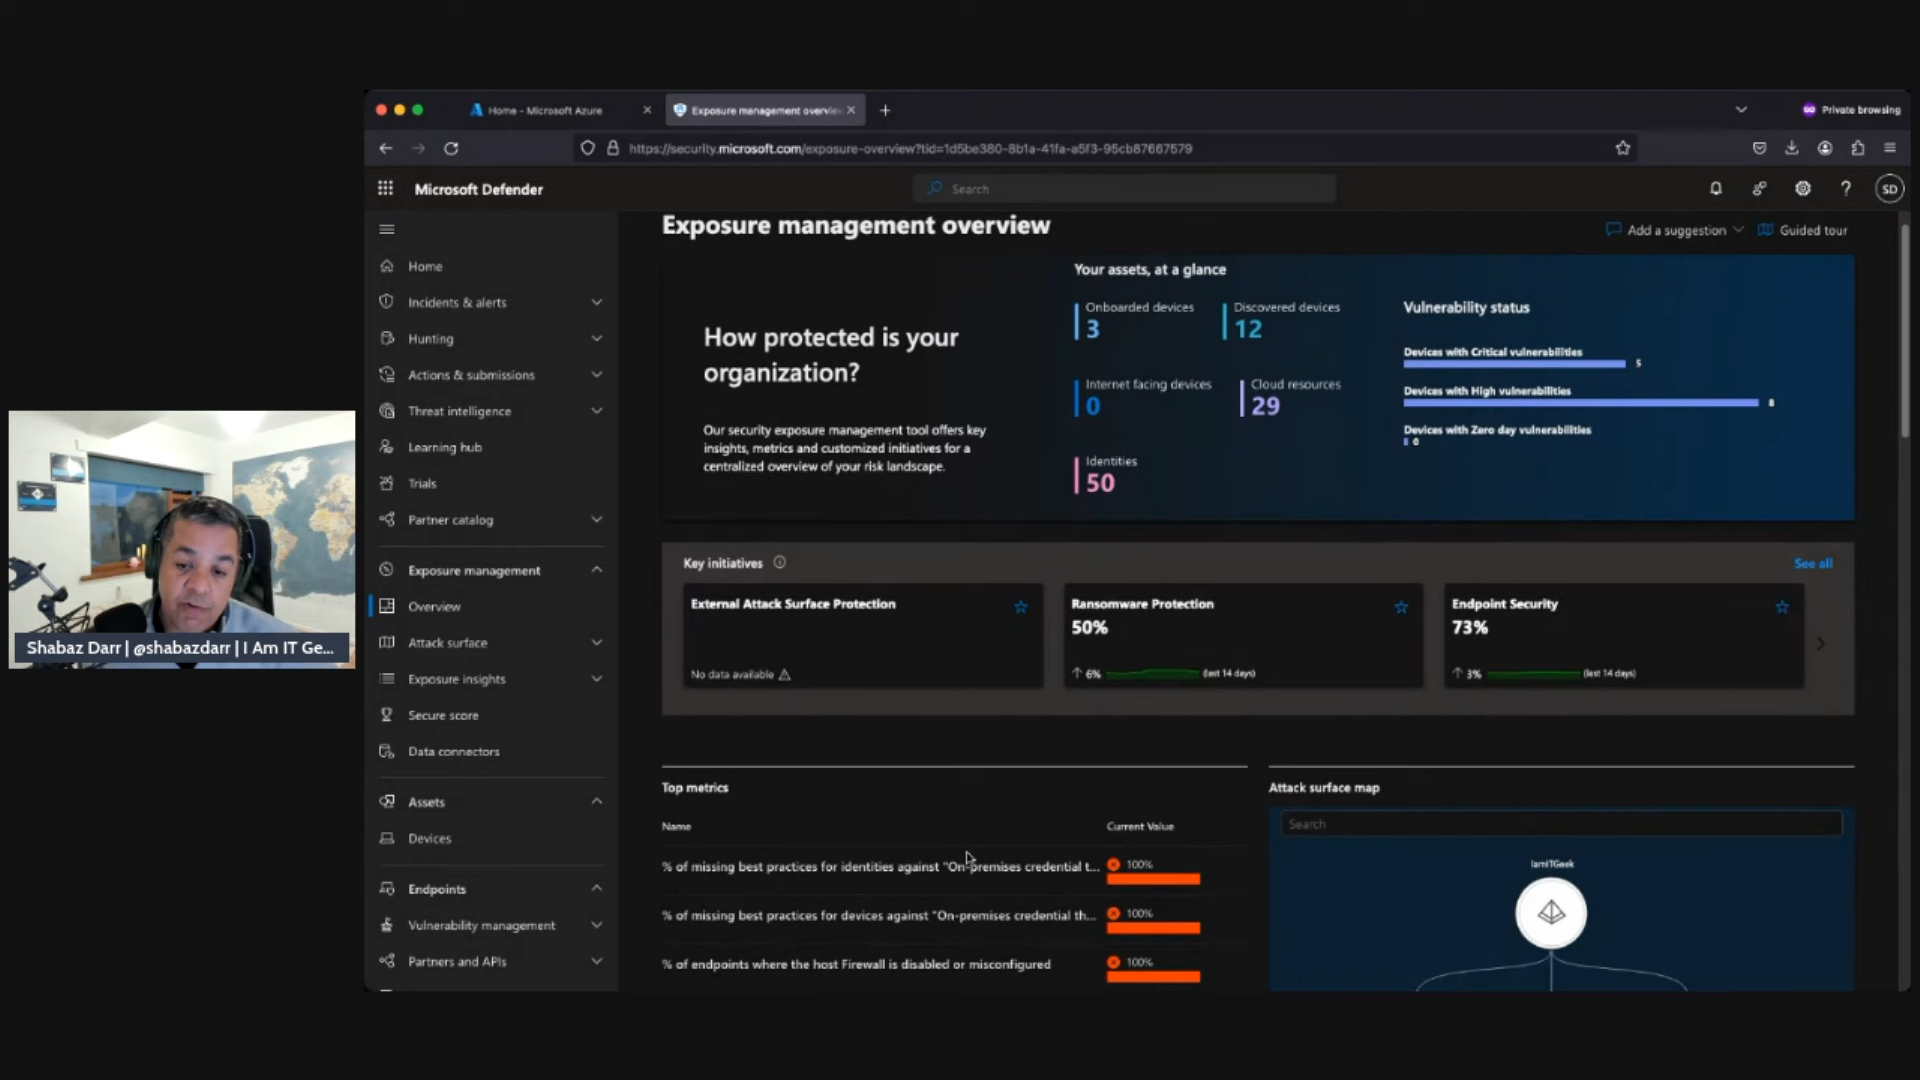 Home - Microsoft Azure
Exposure management overvie
Private browsing
https://security.microsoft.com/exposure-overview?tid=1d5be380-8b1a-41fa-a5f3-95cb87667579
Microsoft Defender
Search
SD
Home
Incidents & alerts
Hunting
Actions & submissions
Threat intelligence
Learning hub
Trials
Partner catalog
Exposure management
Overview
Attack surface
Exposure insights
Secure score
Data connectors
Assets
Devices
Endpoints
Vulnerability management
Partners and APIs
Exposure management overview
Add a suggestion
Guided tour
How protected is your
organization?
Our security exposure management tool offers key
insights, metrics and customized initiatives for a
centralized overview of your risk landscape.
Your assets, at a glance
Onboarded devices
3
Discovered devices
12
Internet facing devices
0
Cloud resources
29
Identities
50
Vulnerability status
Devices with Critical vulnerabilities
5
Devices with High vulnerabilities
8
Devices with Zero day vulnerabilities
0
Key initiatives
See all
External Attack Surface Protection
No data available
Ransomware Protection
50%
6% (last 14 days)
Endpoint Security
73%
3% (last 14 days)
Top metrics
Name
Current Value
% of missing best practices for identities against "On-premises credential t...
100%
% of missing best practices for devices against "On-premises credential th...
100%
% of endpoints where the host Firewall is disabled or misconfigured
100%
Attack surface map
Search
IamITGeek
Shabaz Darr | @shabazdarr | I Am IT Ge...